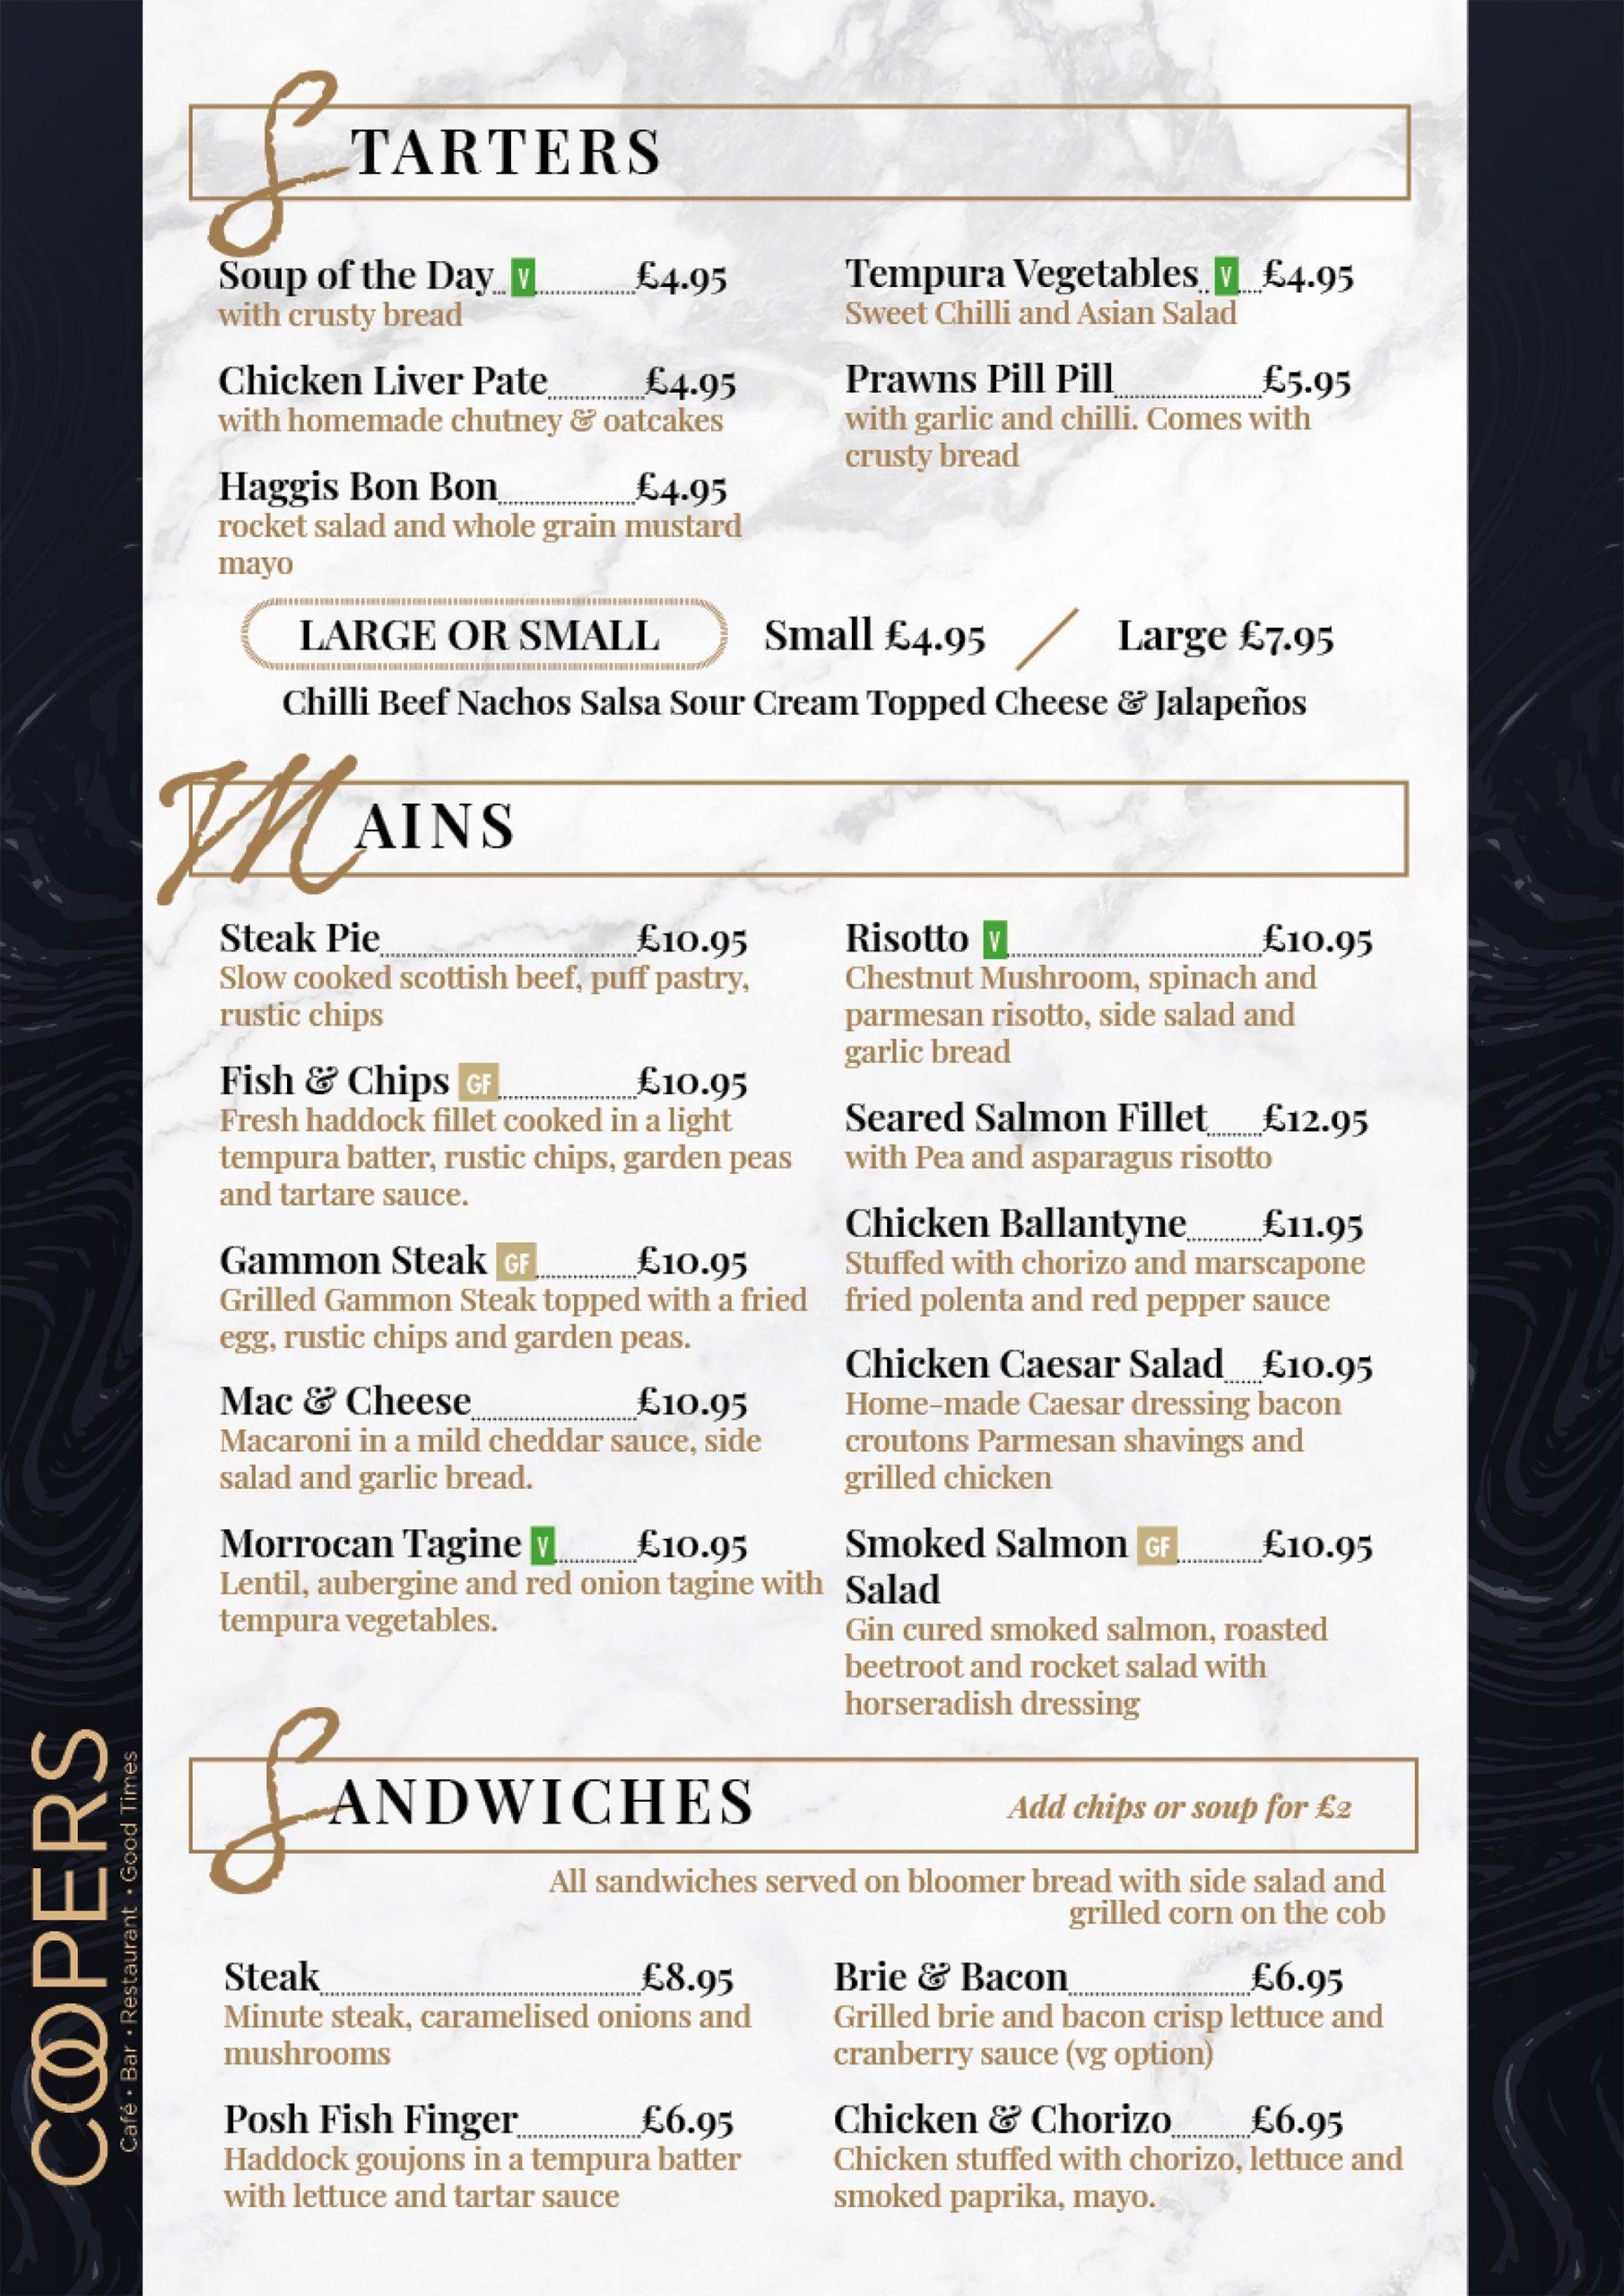 STARTERS
Soup of the Day V £4.95
with crusty bread
Chicken Liver Pate £4.95
with homemade chutney & oatcakes
Haggis Bon Bon £4.95
rocket salad and whole grain mustard
mayo
Tempura Vegetables V £4.95
Sweet Chilli and Asian Salad
Prawns Pill Pill £5.95
with garlic and chilli. Comes with
crusty bread
LARGE OR SMALL Small £4.95 / Large £7.95
Chilli Beef Nachos Salsa Sour Cream Topped Cheese & Jalapeños
MAINS
Steak Pie £10.95
Slow cooked scottish beef, puff pastry,
rustic chips
Fish & Chips GF £10.95
Fresh haddock fillet cooked in a light
tempura batter, rustic chips, garden peas
and tartare sauce.
Gammon Steak GF £10.95
Grilled Gammon Steak topped with a fried
egg, rustic chips and garden peas.
Mac & Cheese £10.95
Macaroni in a mild cheddar sauce, side
salad and garlic bread.
Morrocan Tagine V £10.95
Lentil, aubergine and red onion tagine with
tempura vegetables.
Risotto V £10.95
Chestnut Mushroom, spinach and
parmesan risotto, side salad and
garlic bread
Seared Salmon Fillet £12.95
with Pea and asparagus risotto
Chicken Ballantyne £11.95
Stuffed with chorizo and marscapone
fried polenta and red pepper sauce
Chicken Caesar Salad £10.95
Home-made Caesar dressing bacon
croutons Parmesan shavings and
grilled chicken
Smoked Salmon GF £10.95
Salad
Gin cured smoked salmon, roasted
beetroot and rocket salad with
horseradish dressing
SANDWICHES Add chips or soup for £2
All sandwiches served on bloomer bread with side salad and
grilled corn on the cob
Steak £8.95
Minute steak, caramelised onions and
mushrooms
Posh Fish Finger £6.95
Haddock goujons in a tempura batter
with lettuce and tartar sauce
Brie & Bacon £6.95
Grilled brie and bacon crisp lettuce and
cranberry sauce (vg option)
Chicken & Chorizo £6.95
Chicken stuffed with chorizo, lettuce and
smoked paprika, mayo.
COOPERS
Café • Bar • Restaurant • Good Times